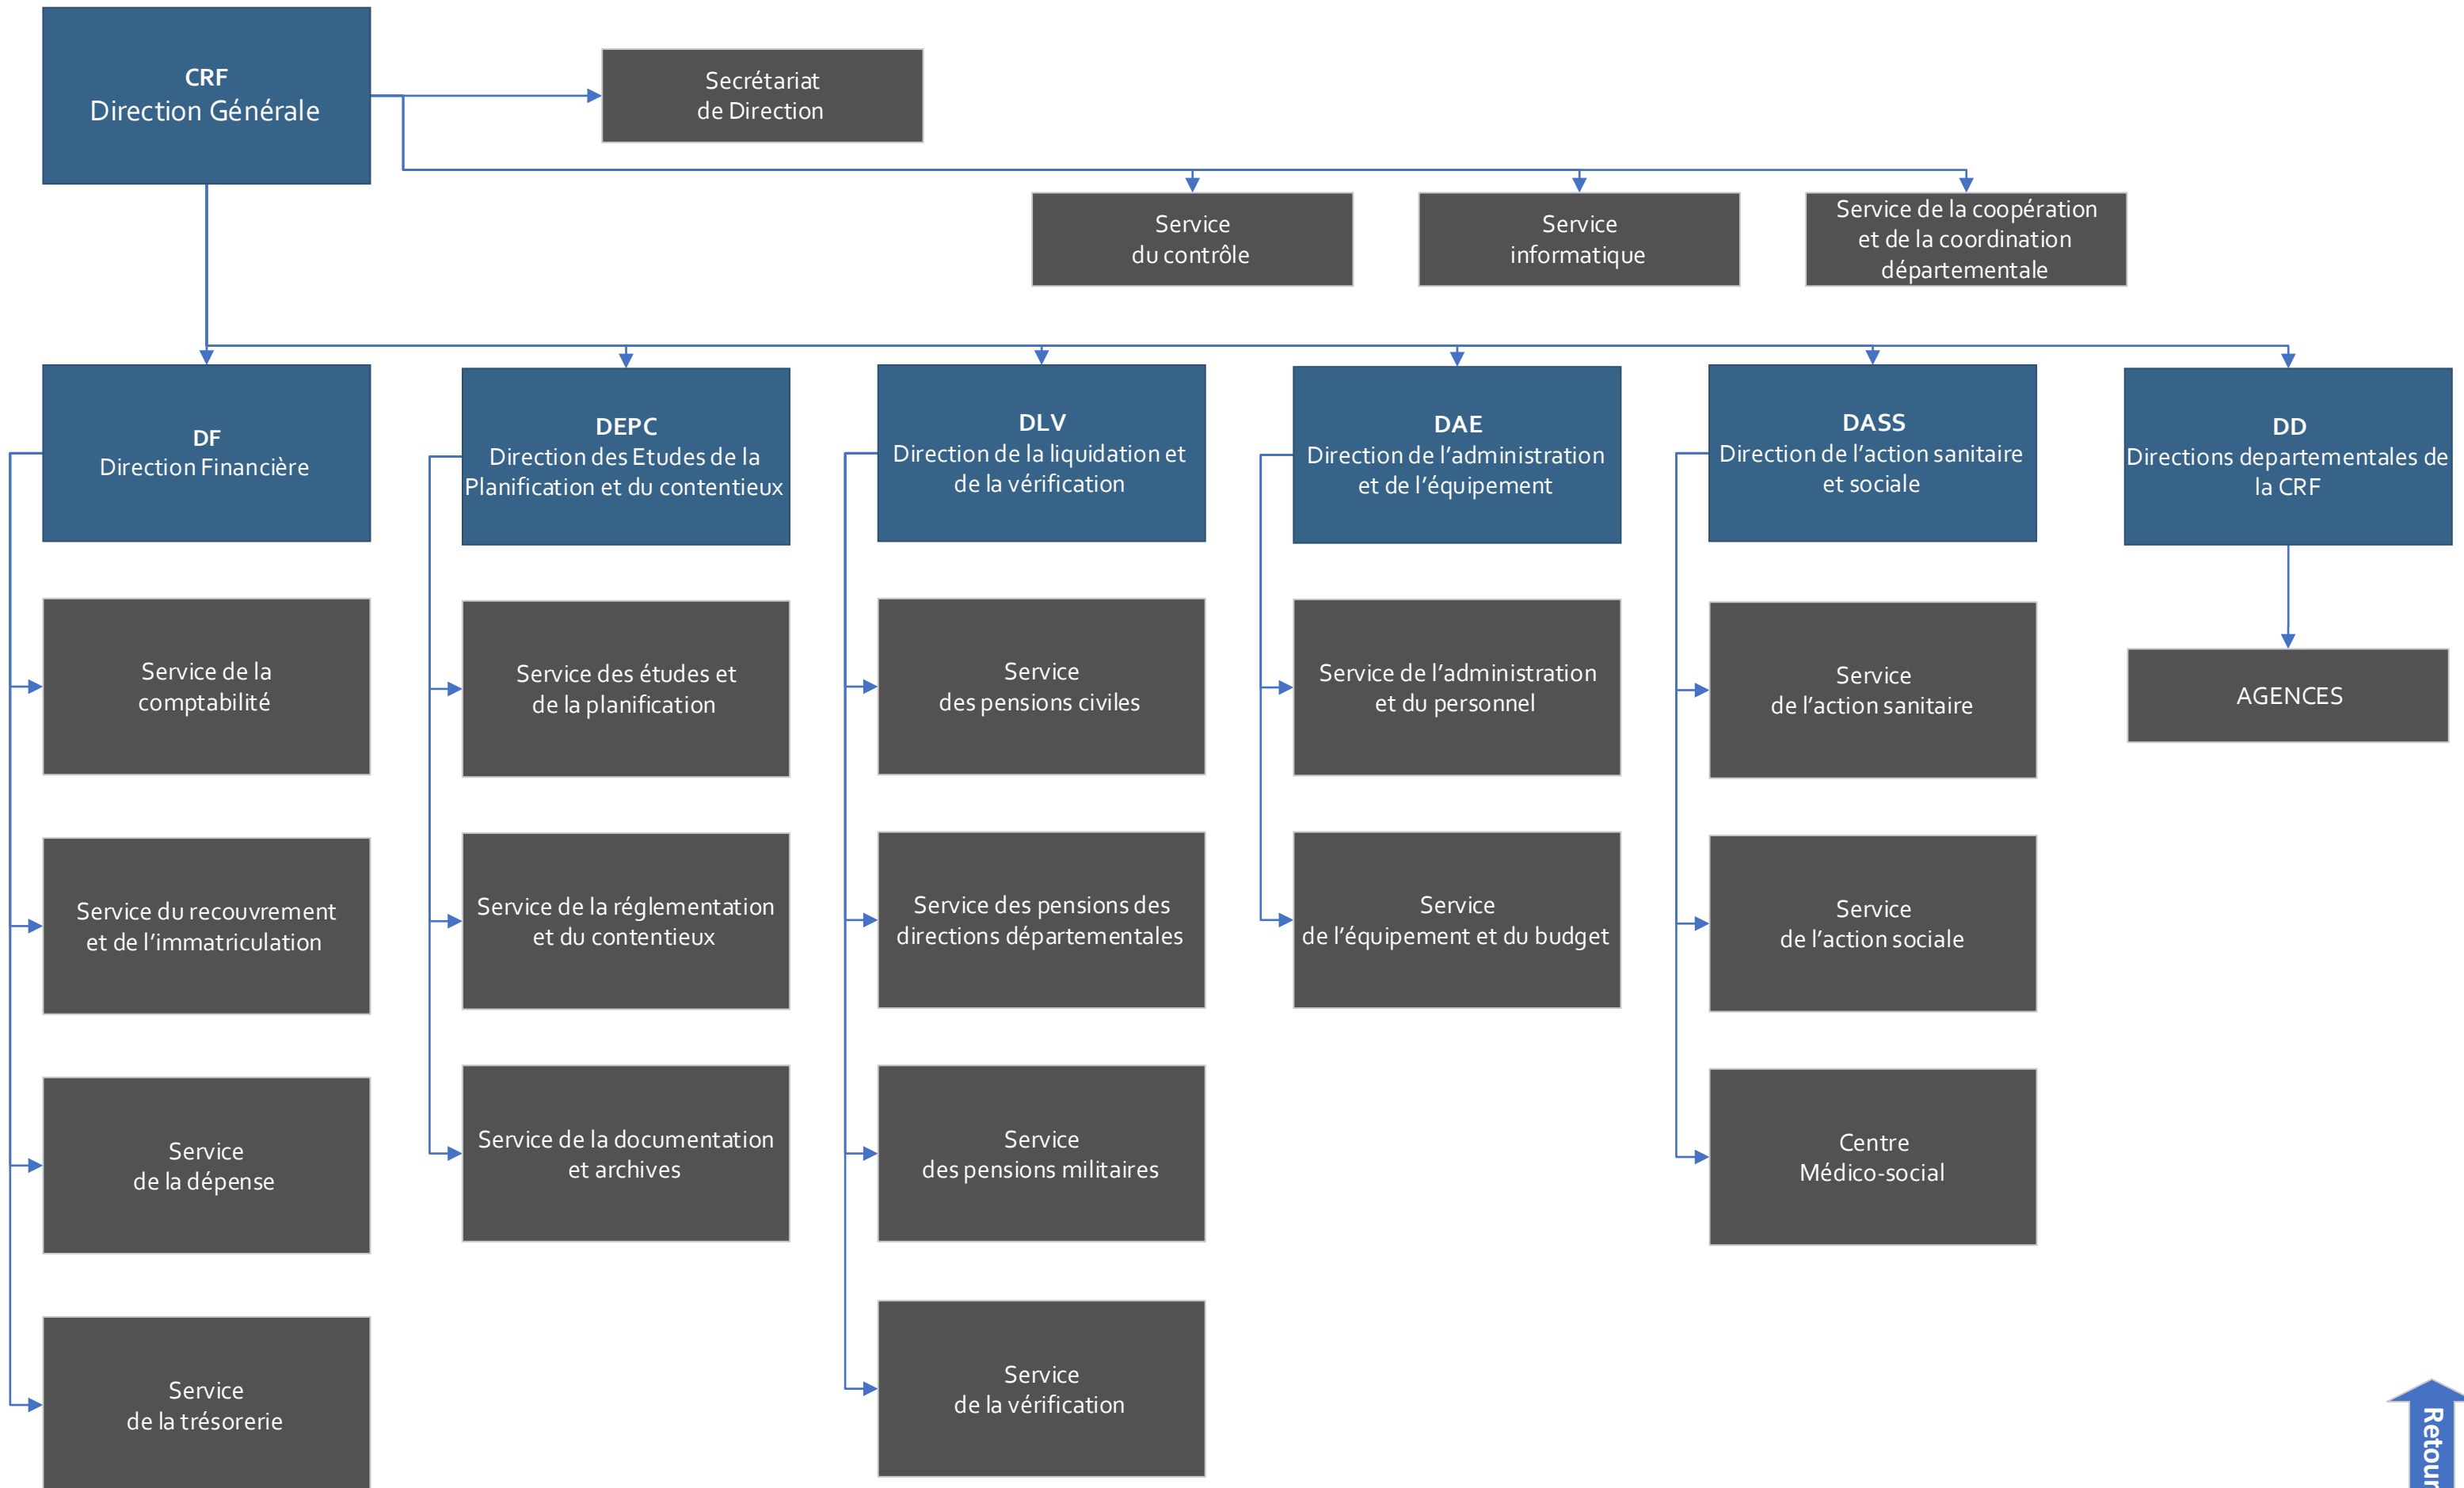 CRF
Direction Générale
Secrétariat
de Direction
Service
du contrôle
Service
informatique
Service de la coopération
et de la coordination
départementale
DF
Direction Financière
DEPC
Direction des Etudes de la
Planification et du contentieux
DLV
Direction de la liquidation et
de la vérification
DAE
Direction de l’administration
et de l’équipement
DASS
Direction de l’action sanitaire
et sociale
DD
Directions departementales de
la CRF
Service de la
comptabilité
Service des études et
de la planification
Service
des pensions civiles
Service de l’administration
et du personnel
Service
de l’action sanitaire
AGENCES
Service du recouvrement
et de l’immatriculation
Service de la réglementation
et du contentieux
Service des pensions des
directions départementales
Service
de l’équipement et du budget
Service
de l’action sociale
Service
de la dépense
Service de la documentation
et archives
Service
des pensions militaires
Centre
Médico-social
Service
de la trésorerie
Service
de la vérification
Retour